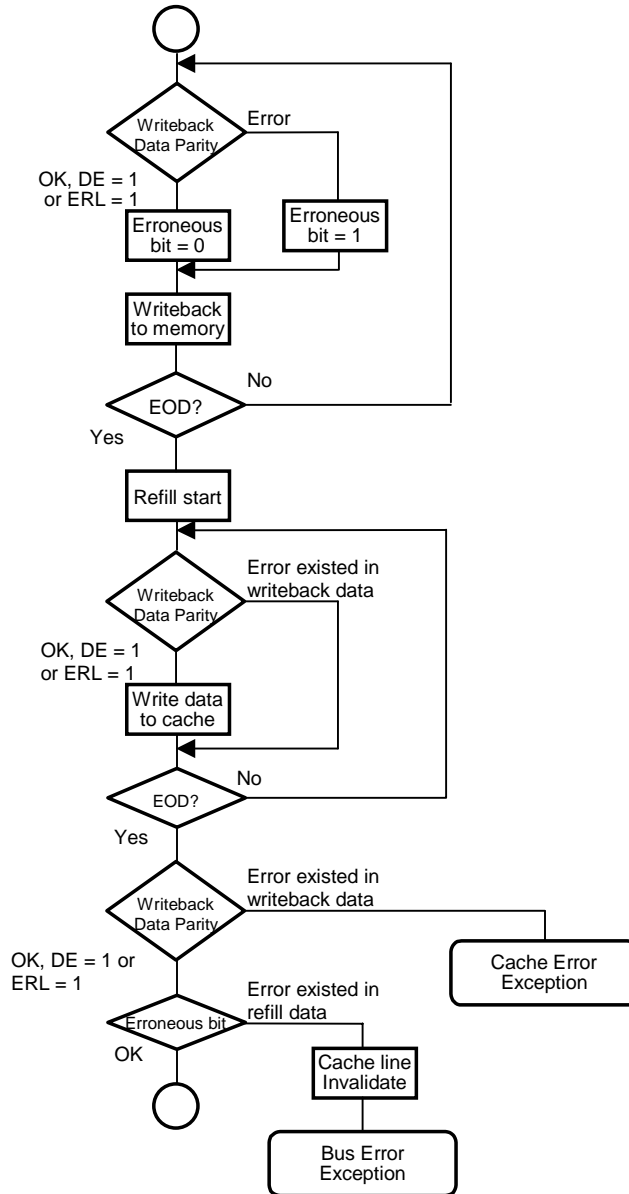 Writeback
Data Parity
Error
OK, DE = 1
or ERL = 1
Erroneous
bit = 0
Erroneous
bit = 1
Writeback
to memory
EOD?
No
Yes
Refill start
Writeback
Data Parity
Error existed in
writeback data
OK, DE = 1
or ERL = 1
Write data
to cache
EOD?
No
Yes
Writeback
Data Parity
Error existed in
writeback data
OK, DE = 1 or
ERL = 1
Cache Error
Exception
Erroneous bit
Error existed in
refill data
OK
Cache line
Invalidate
Bus Error
Exception